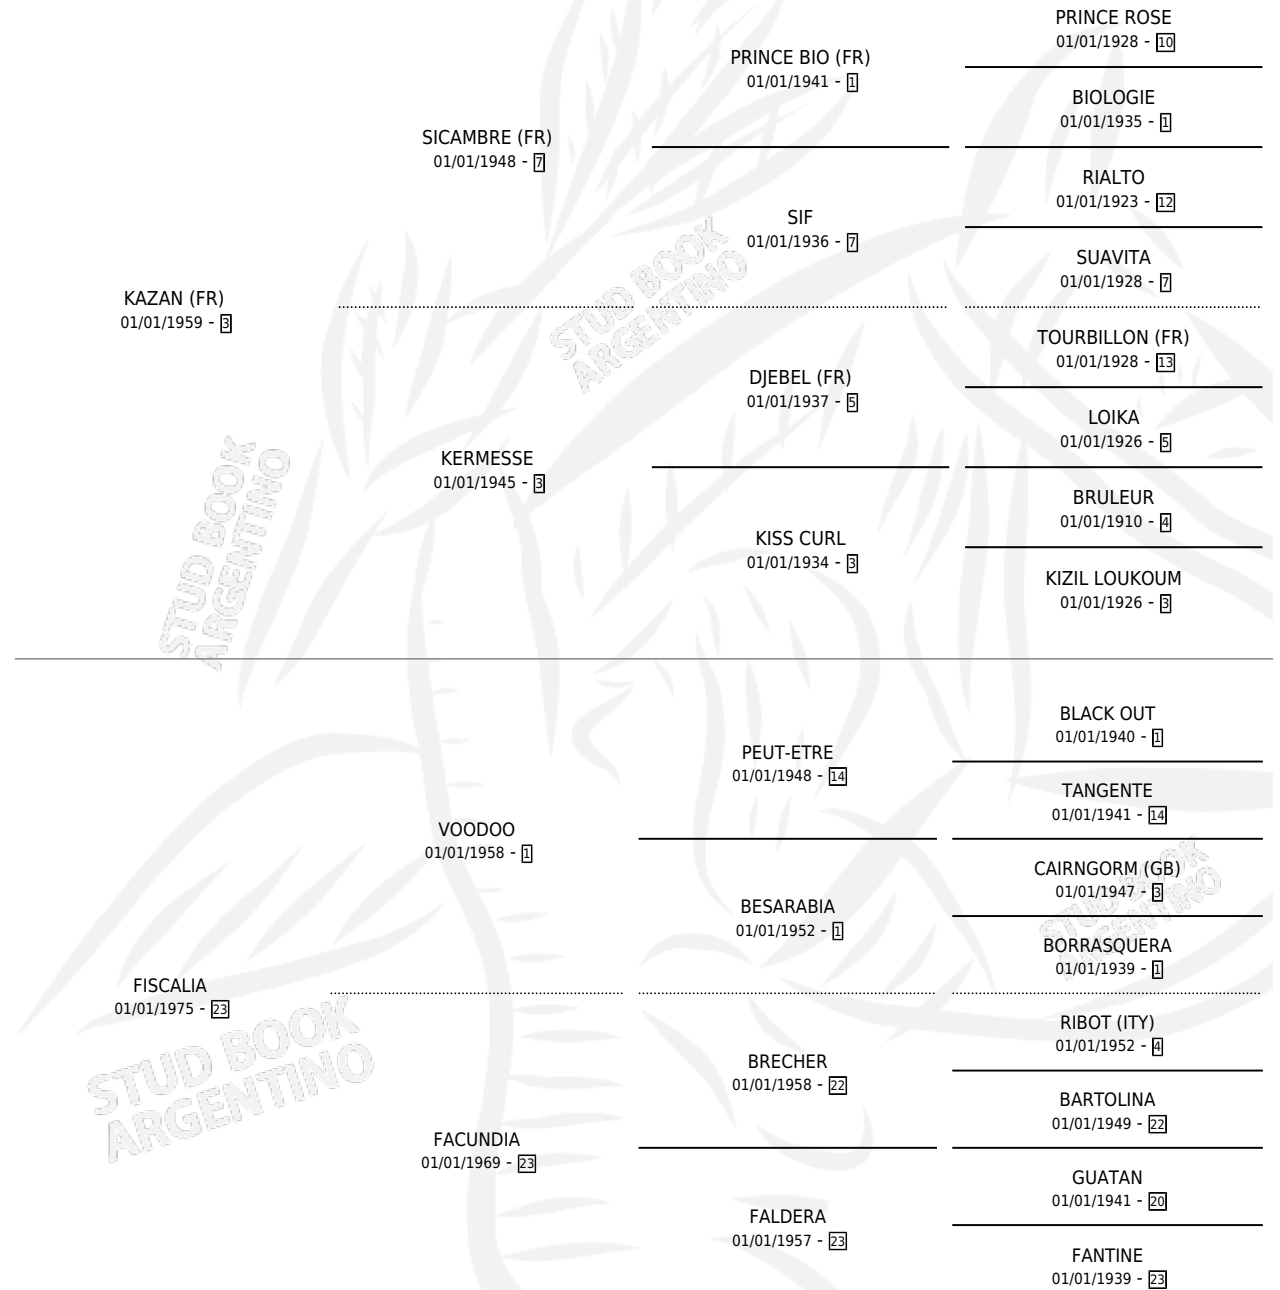 PRINCE ROSE
01/01/1928 - 10
PRINCE BIO (FR)
01/01/1941 - 1
BIOLOGIE
01/01/1935 - 1
SICAMBRE (FR)
01/01/1948 - 7
RIALTO
01/01/1923 - 12
SIF
01/01/1936 - 7
SUAVITA
01/01/1928 - 7
KAZAN (FR)
01/01/1959 - 3
STUD BOOK
ARGENTINO
TOURBILLON (FR)
01/01/1928 - 13
DJEBEL (FR)
01/01/1937 - 5
LOIKA
01/01/1926 - 5
KERMESSE
01/01/1945 - 3
BRULEUR
01/01/1910 - 4
KISS CURL
01/01/1934 - 3
KIZIL LOUKOUM
01/01/1926 - 3
STUD BOOK
ARGENTINO
BLACK OUT
01/01/1940 - 1
PEUT-ETRE
01/01/1948 - 14
TANGENTE
01/01/1941 - 14
VOODOO
01/01/1958 - 1
CAIRNGORM (GB)
01/01/1947 - 3
STUD BOOK
ARGENTINO
BESARABIA
01/01/1952 - 1
BORRASQUERA
01/01/1939 - 1
FISCALIA
01/01/1975 - 23
RIBOT (ITY)
01/01/1952 - 4
STUD BOOK
ARGENTINO
BRECHER
01/01/1958 - 22
BARTOLINA
01/01/1949 - 22
FACUNDIA
01/01/1969 - 23
GUATAN
01/01/1941 - 20
FALDERA
01/01/1957 - 23
FANTINE
01/01/1939 - 23